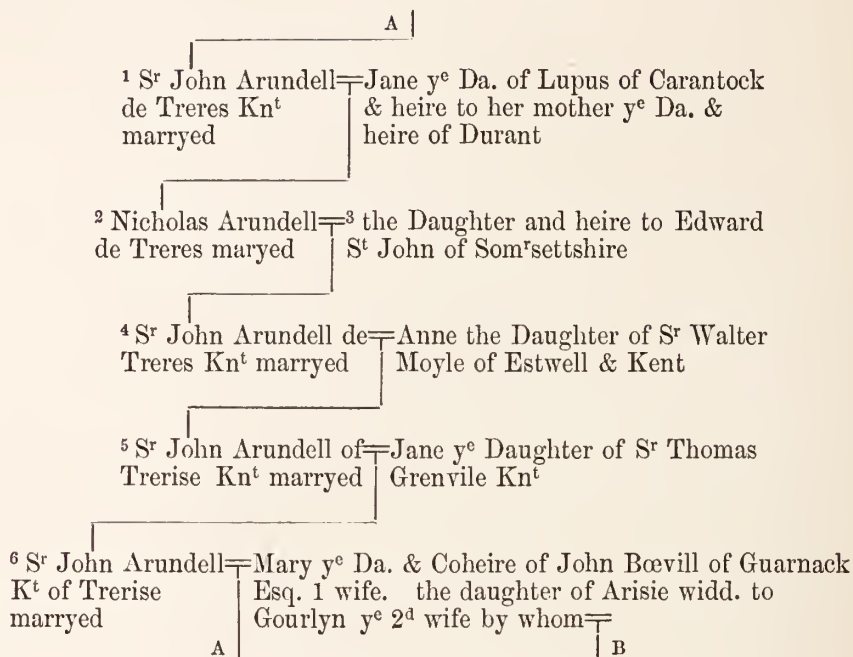 A
¹ Sʳ John Arundell Jane yᵉ Da. of Lupus of Carantock
de Treres Knᵗ & heire to her mother yᵉ Da. &
marryed heire of Durant
² Nicholas Arundell ³ the Daughter and heire to Edward
de Treres maryed Sᵗ John of Somʳsettshire
⁴ Sʳ John Arundell de Anne the Daughter of Sʳ Walter
Treres Knᵗ marryed Moyle of Estwell & Kent
⁵ Sʳ John Arundell of Jane yᵉ Daughter of Sʳ Thomas
Trerise Knᵗ marryed Grenvile Knᵗ
⁶ Sʳ John Arundell Mary yᵉ Da. & Coheire of John Bœvill of Guarnack
Kᵗ of Trerise Esq. 1 wife. the daughter of Arisie widd. to
marryed Gourlyn yᵉ 2ᵈ wife by whom
A B